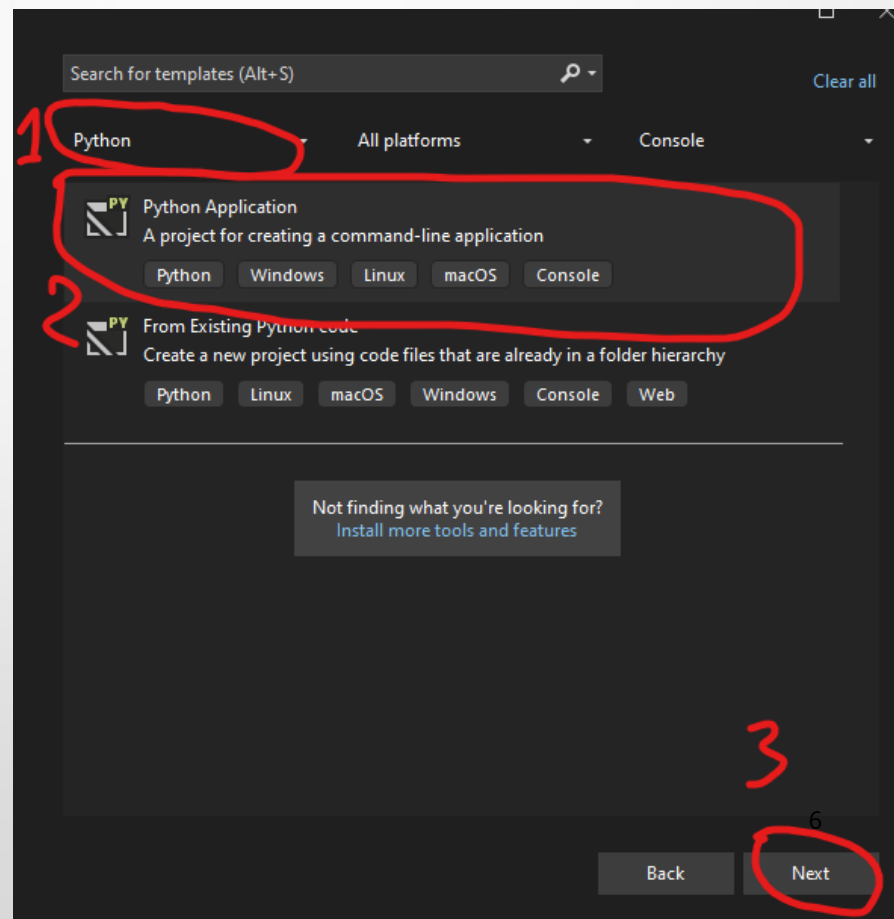 Search for templates (Alt+S)
Clear all
1
Python
All platforms
Console
PY
Python Application
A project for creating a command-line application
Python Windows Linux macOS Console
2
PY
From Existing Python code
Create a new project using code files that are already in a folder hierarchy
Python Linux macOS Windows Console Web
Not finding what you're looking for?
Install more tools and features
3
6
Back
Next